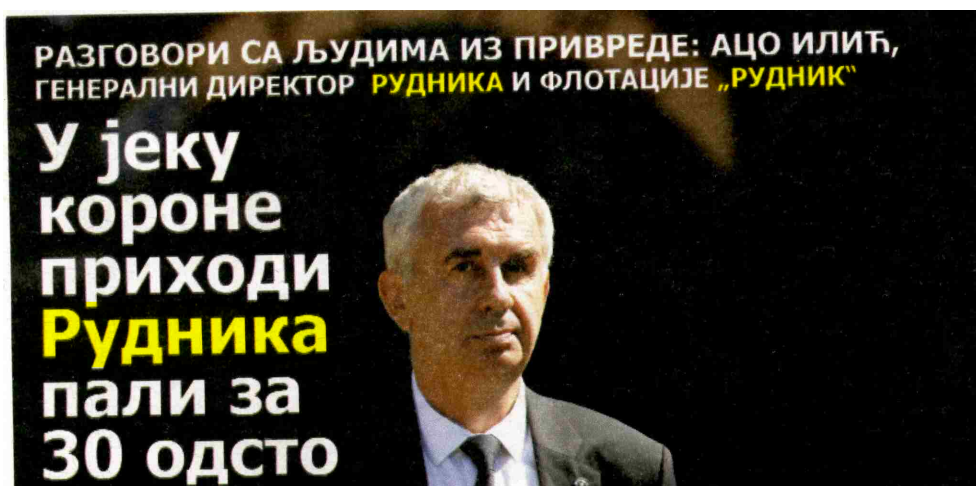 РАЗГОВОРИ СА ЉУДИМА ИЗ ПРИВРЕДЕ: АЦО ИЛИЋ,
ГЕНЕРАЛНИ ДИРЕКТОР РУДНИКА И ФЛОТАЦИЈЕ „РУДНИК“
У јеку
короне
приходи
Рудника
пали за
30 одсто